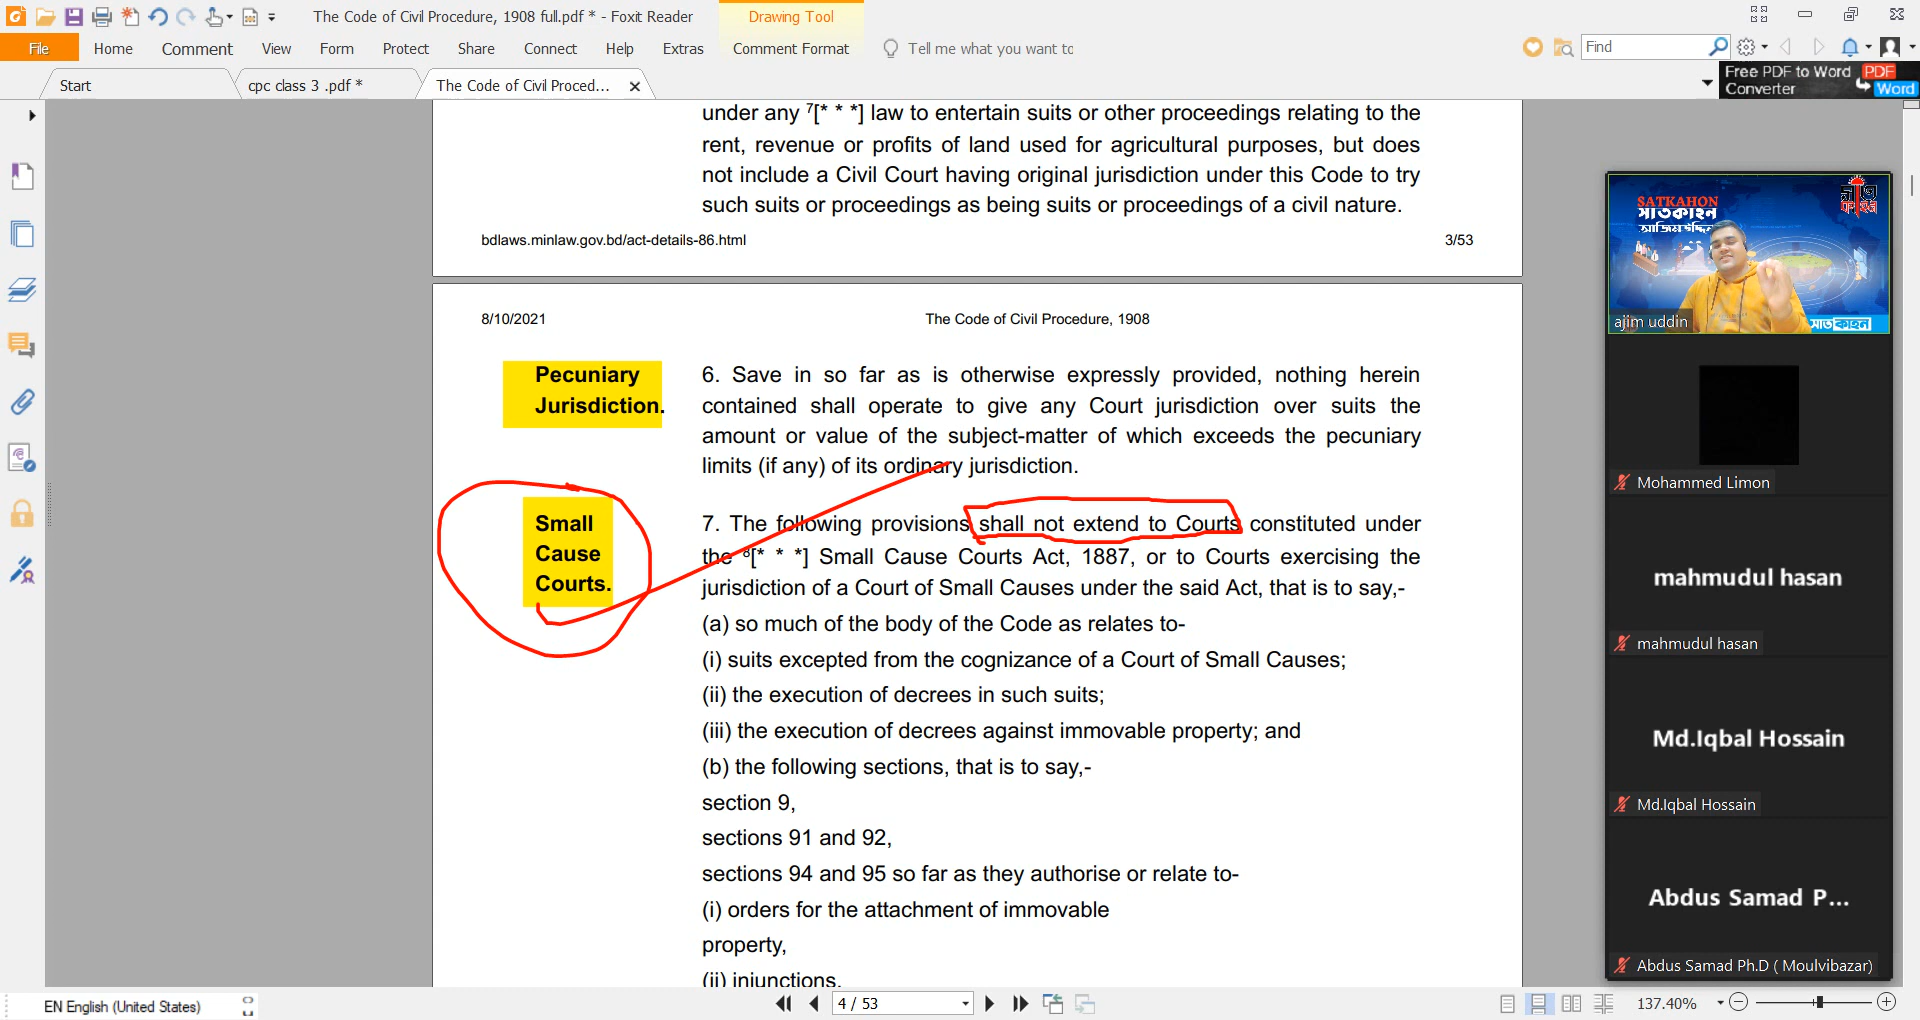 The Code of Civil Procedure, 1908 full.pdf * - Foxit Reader
Drawing Tool
File Home Comment View Form Protect Share Connect Help Extras Comment Format Tell me what you want to
Find
Start
cpc class 3 .pdf *
The Code of Civil Proced...
Free PDF to Word
Converter
PDF
Word
under any 7[* * *] law to entertain suits or other proceedings relating to the
rent, revenue or profits of land used for agricultural purposes, but does
not include a Civil Court having original jurisdiction under this Code to try
such suits or proceedings as being suits or proceedings of a civil nature.
bdlaws.minlaw.gov.bd/act-details-86.html
3/53
8/10/2021
The Code of Civil Procedure, 1908
Pecuniary
Jurisdiction.
6. Save in so far as is otherwise expressly provided, nothing herein
contained shall operate to give any Court jurisdiction over suits the
amount or value of the subject-matter of which exceeds the pecuniary
limits (if any) of its ordinary jurisdiction.
Small
Cause
Courts.
7. The following provisions shall not extend to Courts constituted under
the 8[* * *] Small Cause Courts Act, 1887, or to Courts exercising the
jurisdiction of a Court of Small Causes under the said Act, that is to say,-
(a) so much of the body of the Code as relates to-
(i) suits excepted from the cognizance of a Court of Small Causes;
(ii) the execution of decrees in such suits;
(iii) the execution of decrees against immovable property; and
(b) the following sections, that is to say,-
section 9,
sections 91 and 92,
sections 94 and 95 so far as they authorise or relate to-
(i) orders for the attachment of immovable
property,
(ii) injunctions,
SATKAHON
সাতকাহন
আজিম উদ্দিন
সাতকাহন
ajim uddin
Mohammed Limon
mahmudul hasan
mahmudul hasan
Md.Iqbal Hossain
Md.Iqbal Hossain
Abdus Samad P...
Abdus Samad Ph.D ( Moulvibazar)
EN English (United States)
4 / 53
137.40%